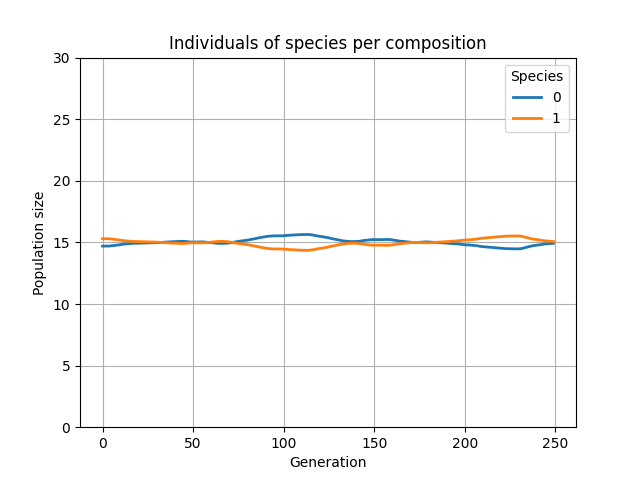 Individuals of species per composition
Species
0
1
30
25
20
15
10
5
0
Population size
0 50 100 150 200 250
Generation